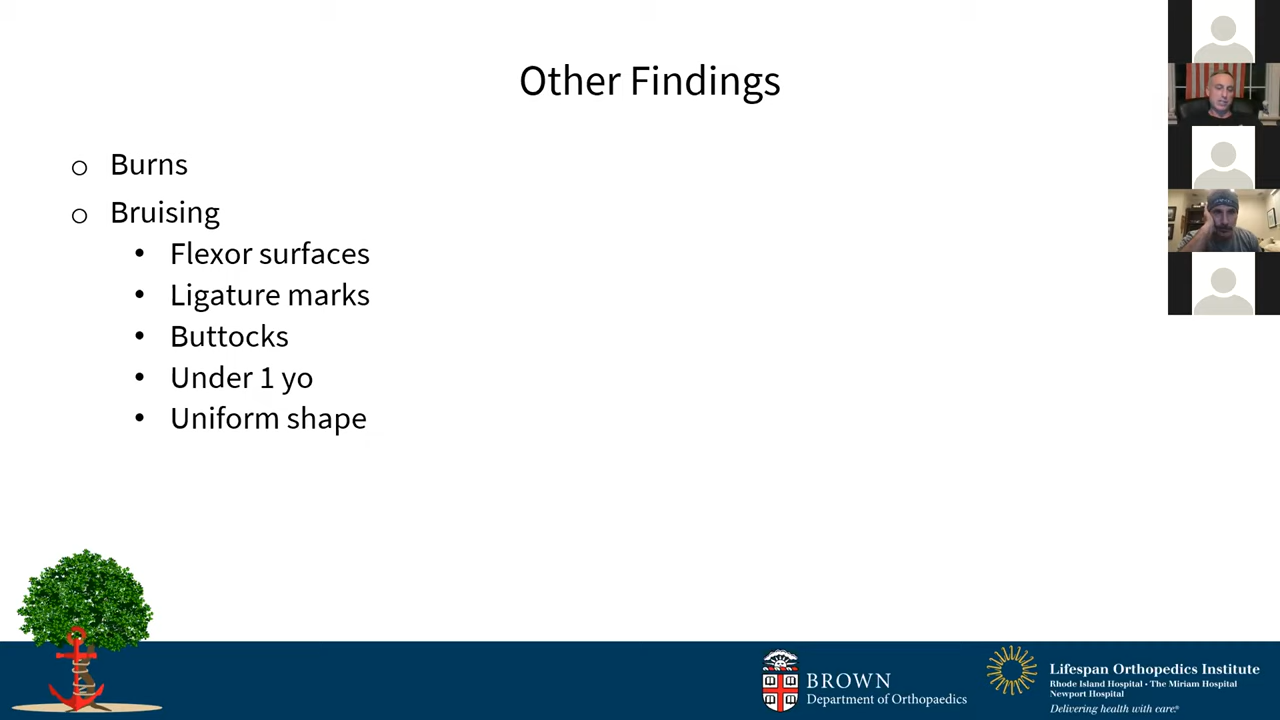 Other Findings
Burns
Bruising
Flexor surfaces
Ligature marks
Buttocks
Under 1 yo
Uniform shape
BROWN
Department of Orthopaedics
Lifespan Orthopedics Institute
Rhode Island Hospital • The Miriam Hospital
Newport Hospital
Delivering health with care.®